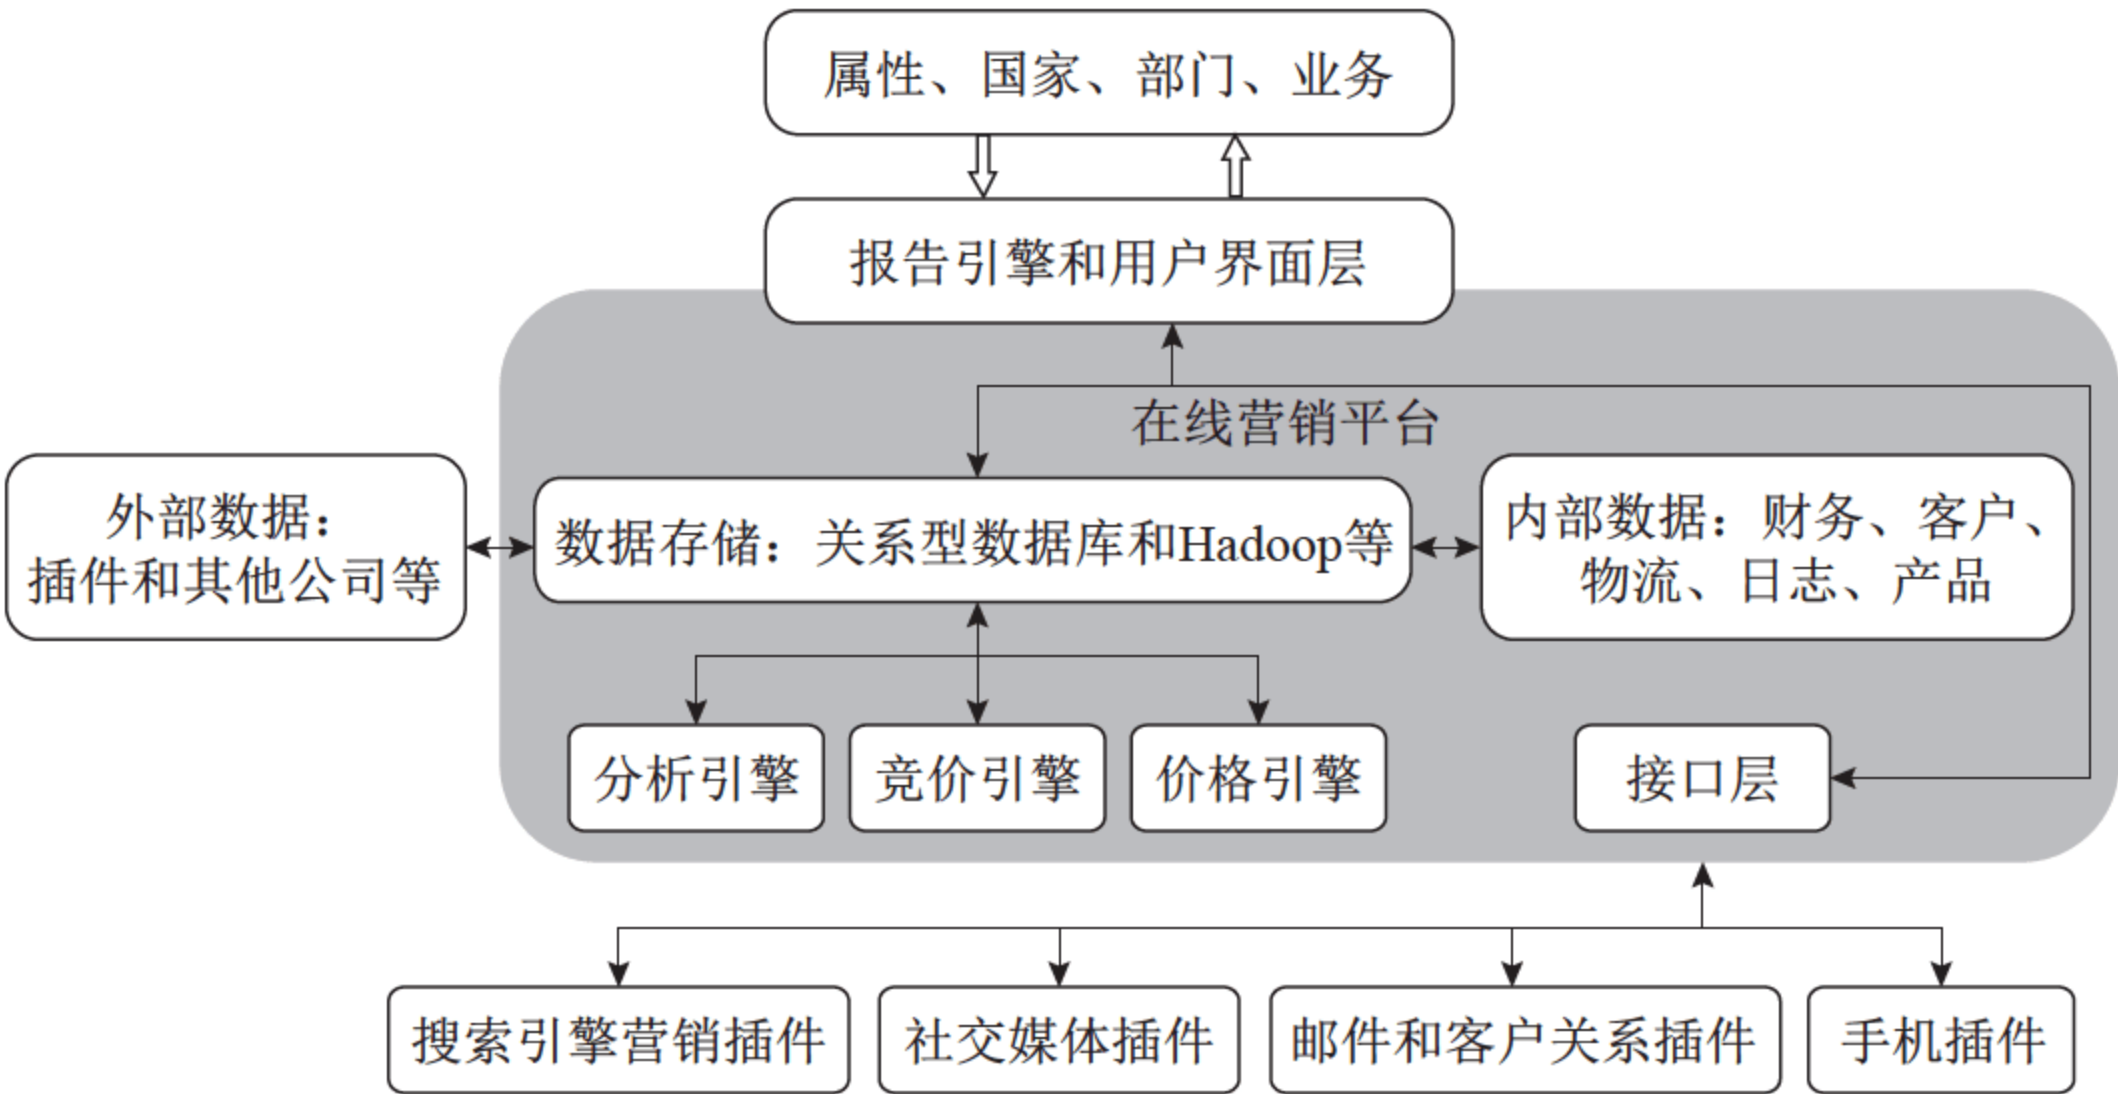 属性、国家、部门、业务
报告引擎和用户界面层
在线营销平台
外部数据：
插件和其他公司等
数据存储：关系型数据库和Hadoop等
内部数据：财务、客户、
物流、日志、产品
分析引擎
竞价引擎
价格引擎
接口层
搜索引擎营销插件
社交媒体插件
邮件和客户关系插件
手机插件